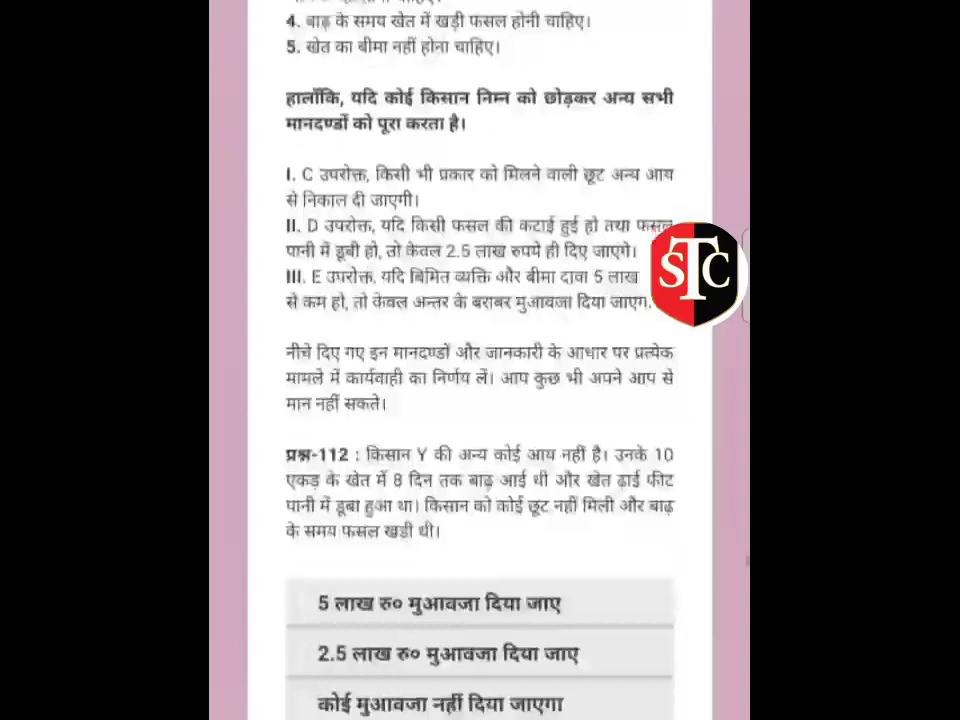 4. बाढ़ के समय खेत में खड़ी फसल होनी चाहिए।
5. खेत का बीमा नहीं होना चाहिए।
हालाँकि, यदि कोई किसान निम्न को छोड़कर अन्य सभी
मानदण्डों को पूरा करता है।
I. C उपरोक्त, किसी भी प्रकार को मिलने वाली छूट अन्य आय
से निकाल दी जाएगी।
II. D उपरोक्त, यदि किसी फसल की कटाई हुई हो तथा फसल
पानी में डूबी हो, तो केवल 2.5 लाख रुपये ही दिए जाएगे।
III. E उपरोक्त, यदि बिमित व्यक्ति और बीमा दावा 5 लाख
से कम हो, तो केवल अन्तर के बराबर मुआवजा दिया
STC
नीचे दिए गए इन मानदण्डों और जानकारी के आधार पर प्रत्येक
मामले में कार्यवाही का निर्णय लें। आप कुछ भी अपने आप से
मान नहीं सकते।
प्रश्न-112 : किसान Y की अन्य कोई आय नहीं है। उनके 10
एकड़ के खेत में 8 दिन तक बाढ़ आई थी और खेत ढ़ाई फीट
पानी में डूबा हुआ था। किसान को कोई छूट नहीं मिली और बाढ़
के समय फसल खडी थी।
5 लाख रु० मुआवजा दिया जाए
2.5 लाख रु० मुआवजा दिया जाए
कोई मुआवजा नहीं दिया जाएगा